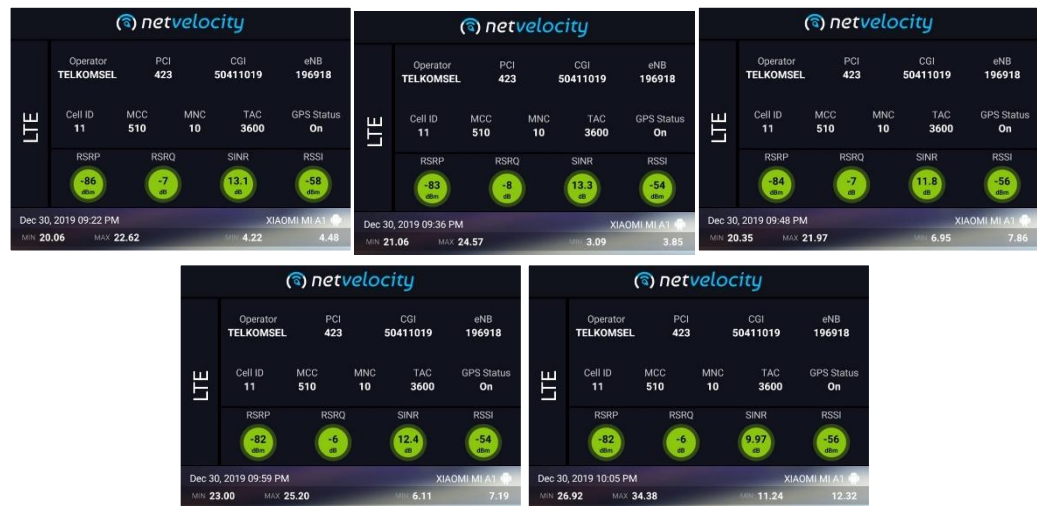 netvelocity
LTE
Operator PCI CGI eNB
TELKOMSEL 423 50411019 196918
Cell ID MCC MNC TAC GPS Status
11 510 10 3600 On
RSRP RSRQ SINR RSSI
-86 -7 13.1 -58
dBm dB dB dBm
Dec 30, 2019 09:22 PM XIAOMI MI A1
MIN 20.06 MAX 22.62 MIN 4.22 4.48
netvelocity
LTE
Operator PCI CGI eNB
TELKOMSEL 423 50411019 196918
Cell ID MCC MNC TAC GPS Status
11 510 10 3600 On
RSRP RSRQ SINR RSSI
-83 -8 13.3 -54
dBm dB dB dBm
Dec 30, 2019 09:36 PM XIAOMI MI A1
MIN 21.06 MAX 24.57 MIN 3.09 3.85
netvelocity
LTE
Operator PCI CGI eNB
TELKOMSEL 423 50411019 196918
Cell ID MCC MNC TAC GPS Status
11 510 10 3600 On
RSRP RSRQ SINR RSSI
-84 -7 11.8 -56
dBm dB dB dBm
Dec 30, 2019 09:48 PM XIAOMI MI A1
MIN 20.35 MAX 21.97 MIN 6.95 7.86
netvelocity
LTE
Operator PCI CGI eNB
TELKOMSEL 423 50411019 196918
Cell ID MCC MNC TAC GPS Status
11 510 10 3600 On
RSRP RSRQ SINR RSSI
-82 -6 12.4 -54
dBm dB dB dBm
Dec 30, 2019 09:59 PM XIAOMI MI A1
MIN 23.00 MAX 25.20 MIN 6.11 7.19
netvelocity
LTE
Operator PCI CGI eNB
TELKOMSEL 423 50411019 196918
Cell ID MCC MNC TAC GPS Status
11 510 10 3600 On
RSRP RSRQ SINR RSSI
-82 -6 9.97 -56
dBm dB dB dBm
Dec 30, 2019 10:05 PM XIAOMI MI A1
MIN 26.92 MAX 34.38 MIN 11.24 12.32